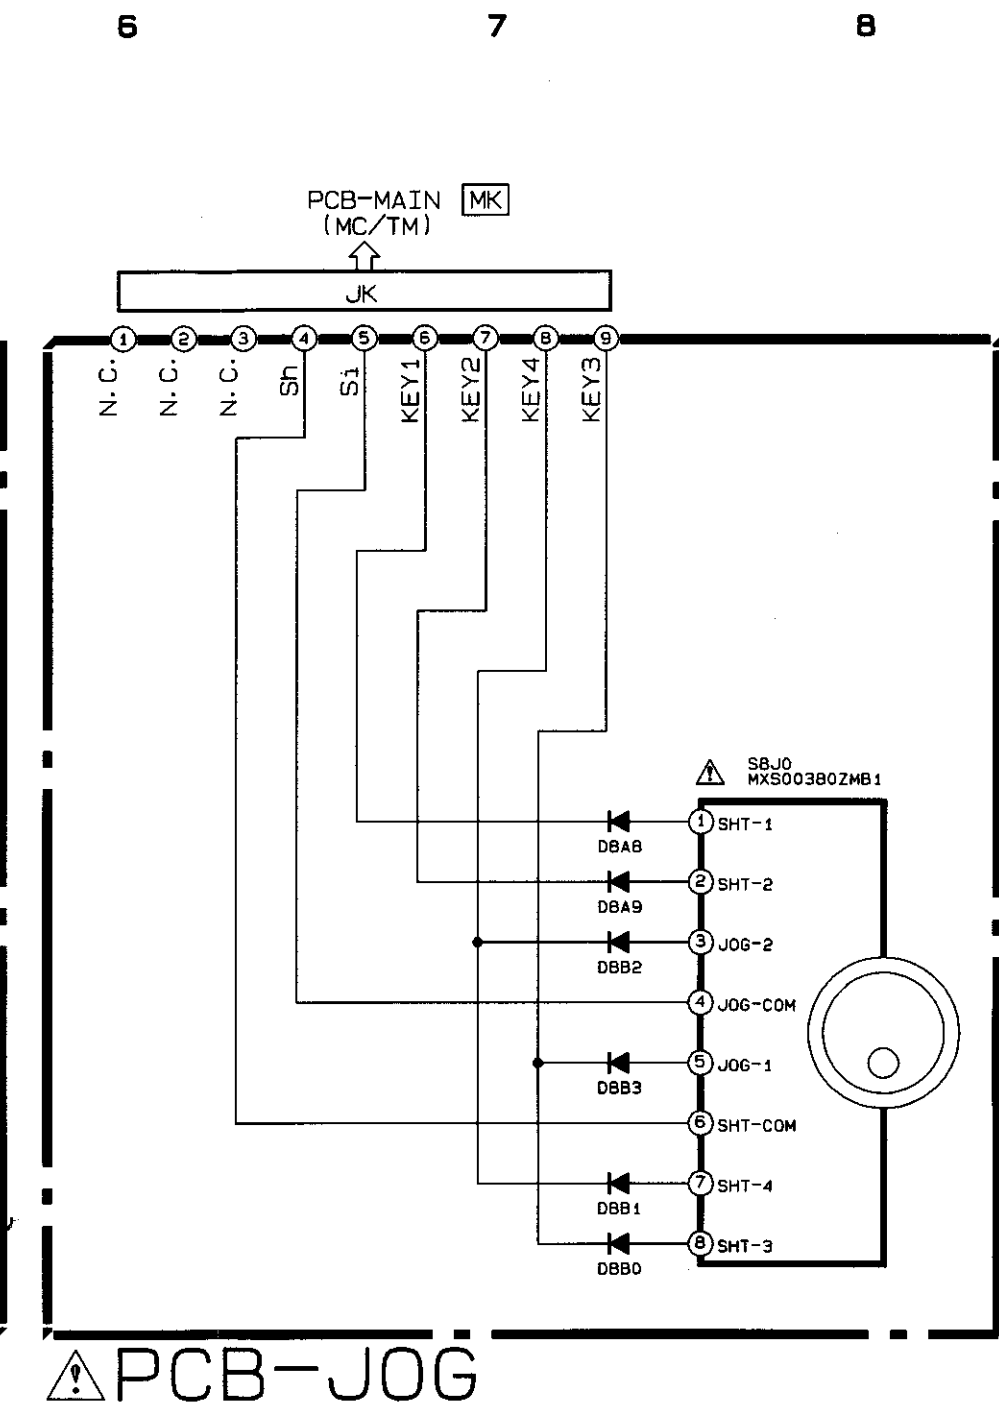 6 7 8
PCB-MAIN MK
(MC/TM)
JK
1 2 3 4 5 6 7 8 9
N.C. N.C. N.C. Sh Si KEY1 KEY2 KEY4 KEY3
S8J0
MXS00380ZMB1
1 SHT-1
D8A8
2 SHT-2
D8A9
3 JOG-2
D8B2
4 JOG-COM
5 JOG-1
D8B3
6 SHT-COM
7 SHT-4
D8B1
8 SHT-3
D8B0
PCB-JOG